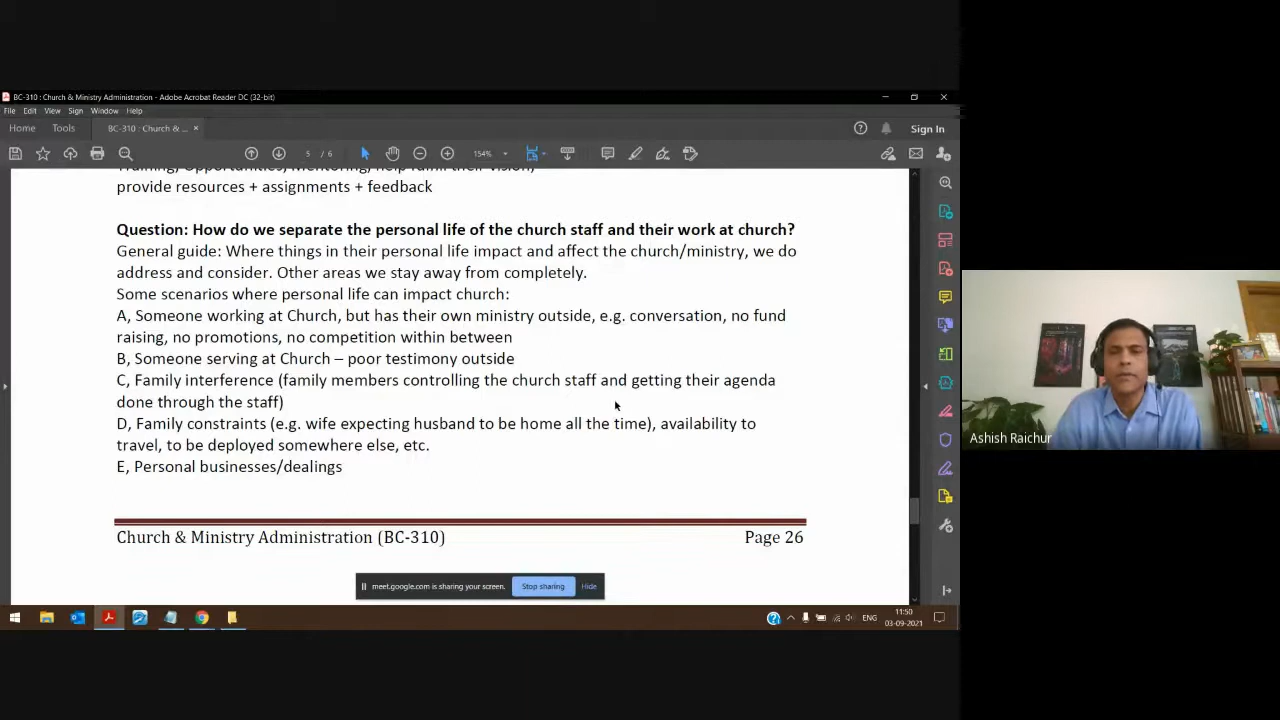 BC-310 : Church & Ministry Administration - Adobe Acrobat Reader DC (32-bit)
File Edit View Sign Window Help
Home Tools BC-310 : Church & ... × Sign In
5 / 6 154%
provide resources + assignments + feedback
Question: How do we separate the personal life of the church staff and their work at church?
General guide: Where things in their personal life impact and affect the church/ministry, we do
address and consider. Other areas we stay away from completely.
Some scenarios where personal life can impact church:
A, Someone working at Church, but has their own ministry outside, e.g. conversation, no fund
raising, no promotions, no competition within between
B, Someone serving at Church – poor testimony outside
C, Family interference (family members controlling the church staff and getting their agenda
done through the staff)
D, Family constraints (e.g. wife expecting husband to be home all the time), availability to
travel, to be deployed somewhere else, etc.
E, Personal businesses/dealings
Church & Ministry Administration (BC-310) Page 26
meet.google.com is sharing your screen. Stop sharing Hide
ENG 11:50
03-09-2021
Ashish Raichur